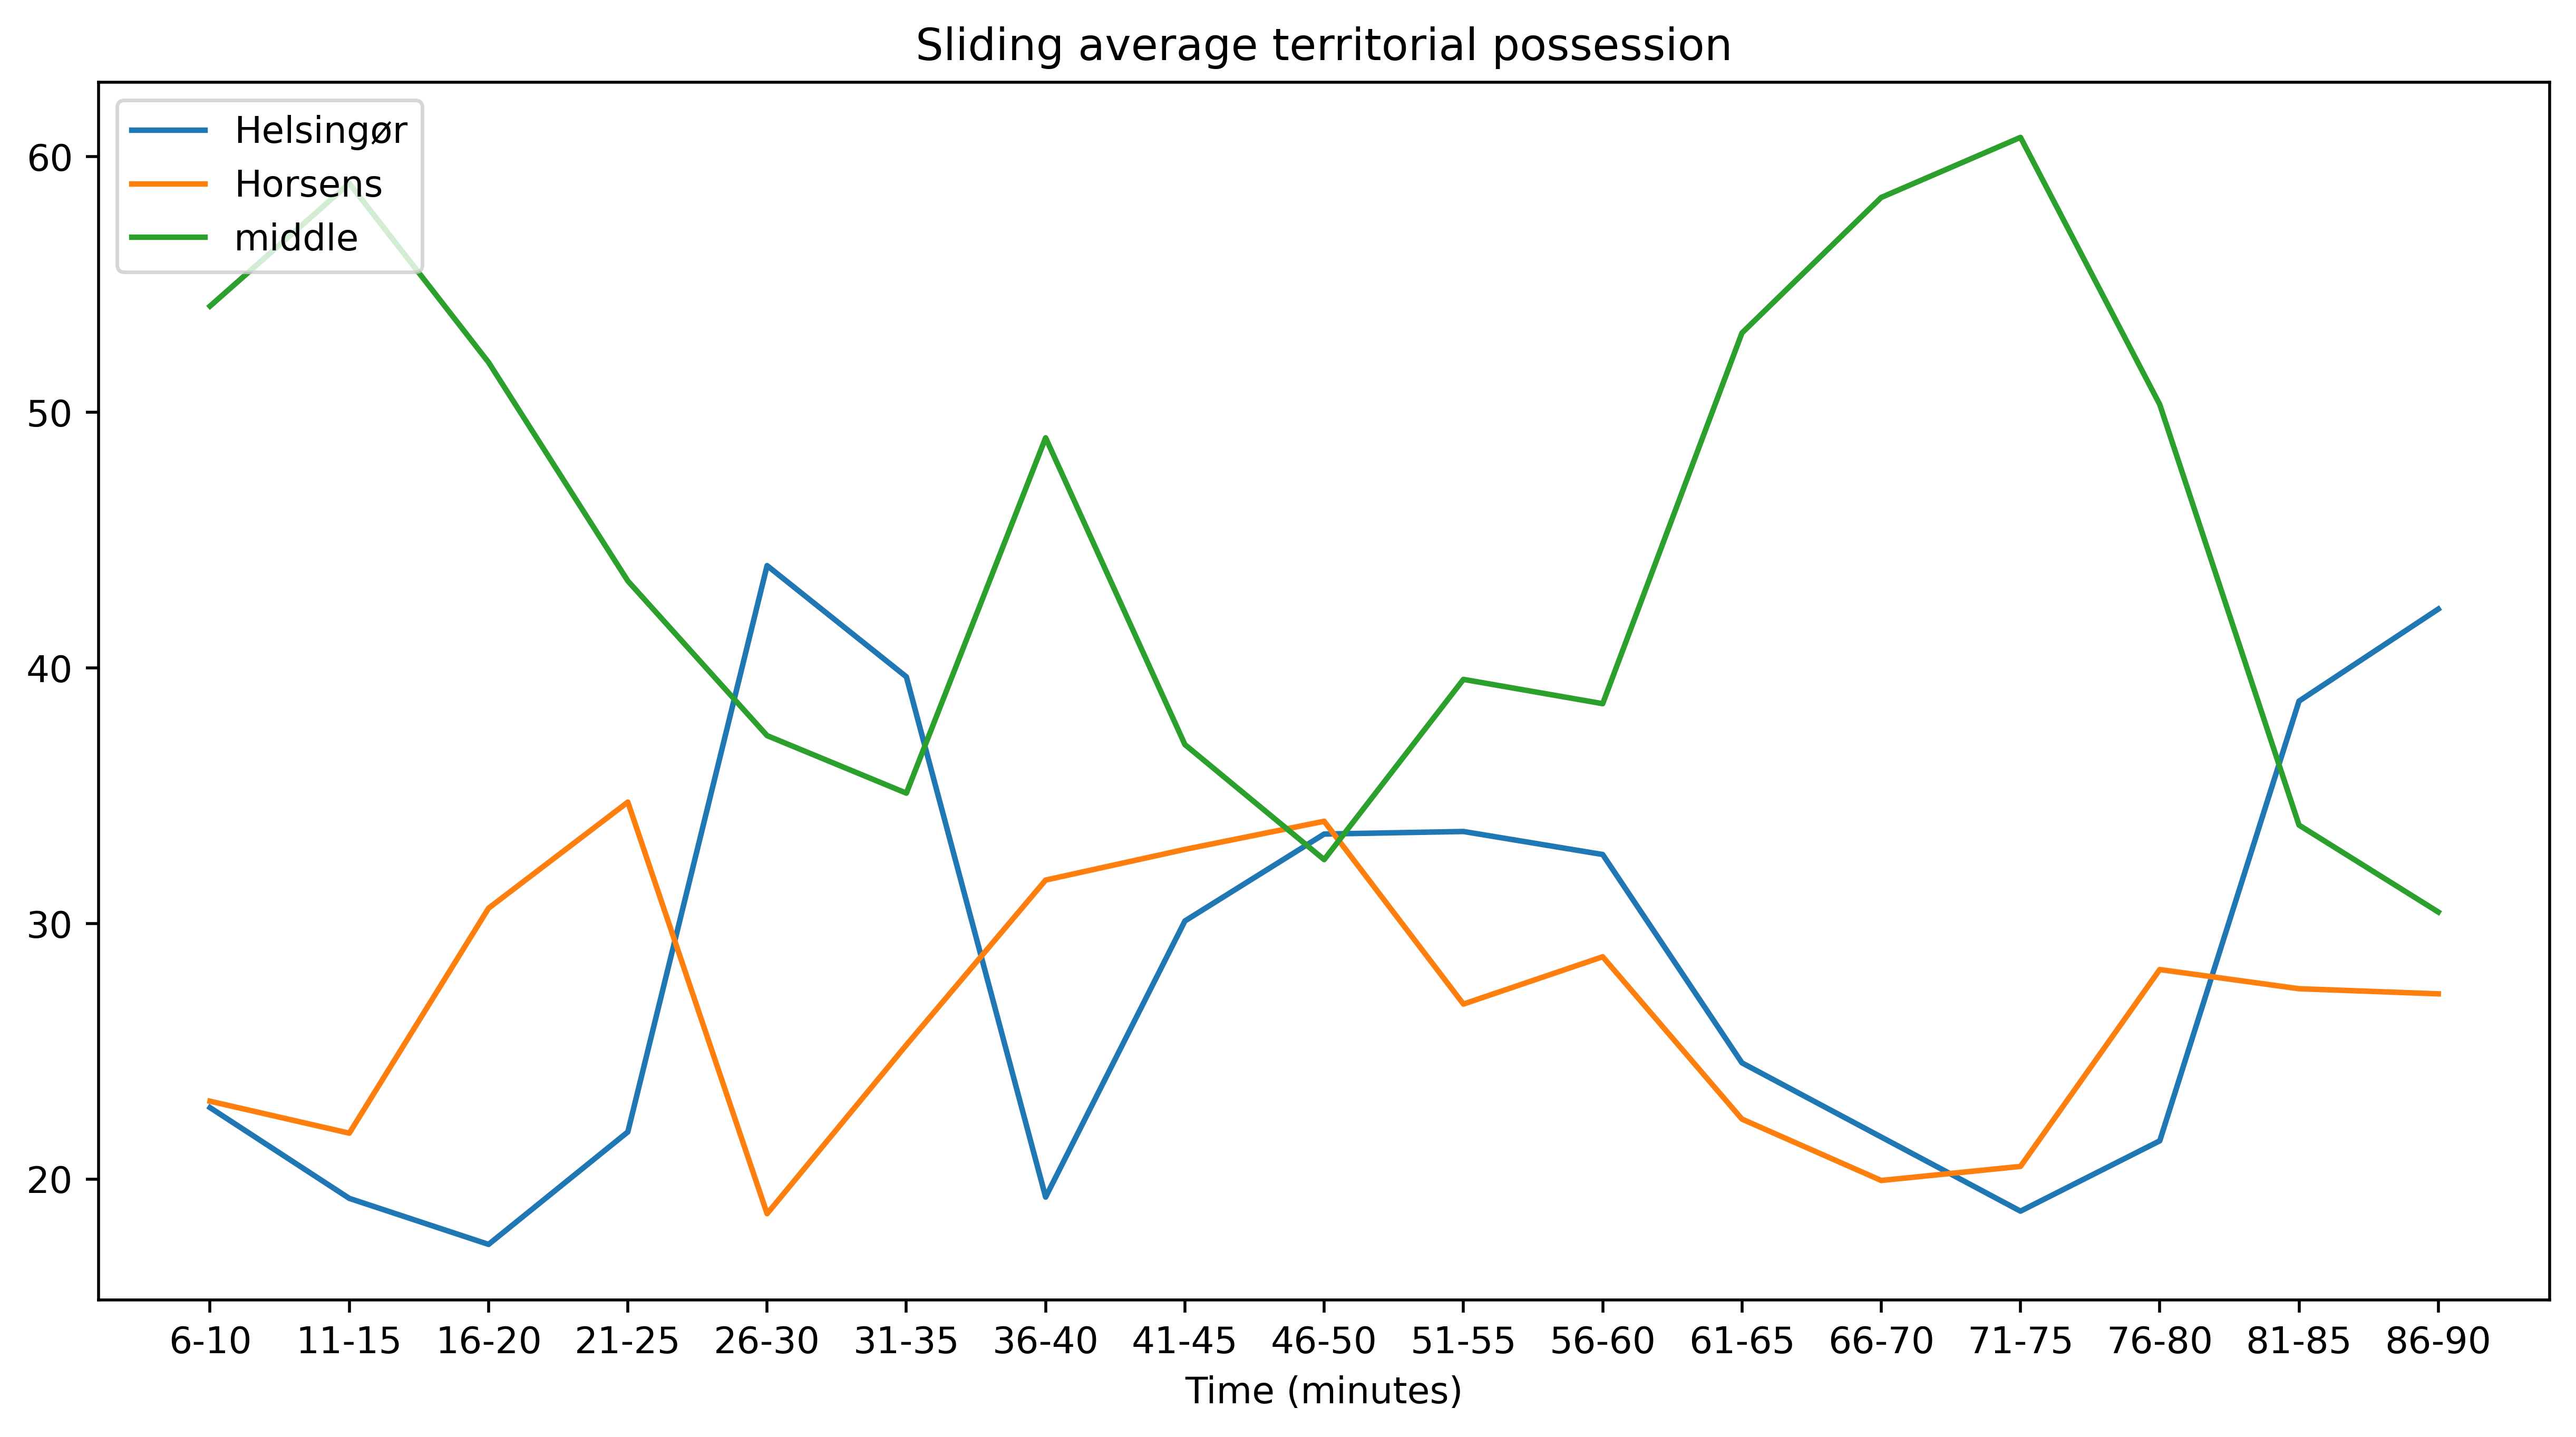 Sliding average territorial possession
Helsingør
Horsens
middle
60
50
40
30
20
6-10 11-15 16-20 21-25 26-30 31-35 36-40 41-45 46-50 51-55 56-60 61-65 66-70 71-75 76-80 81-85 86-90
Time (minutes)